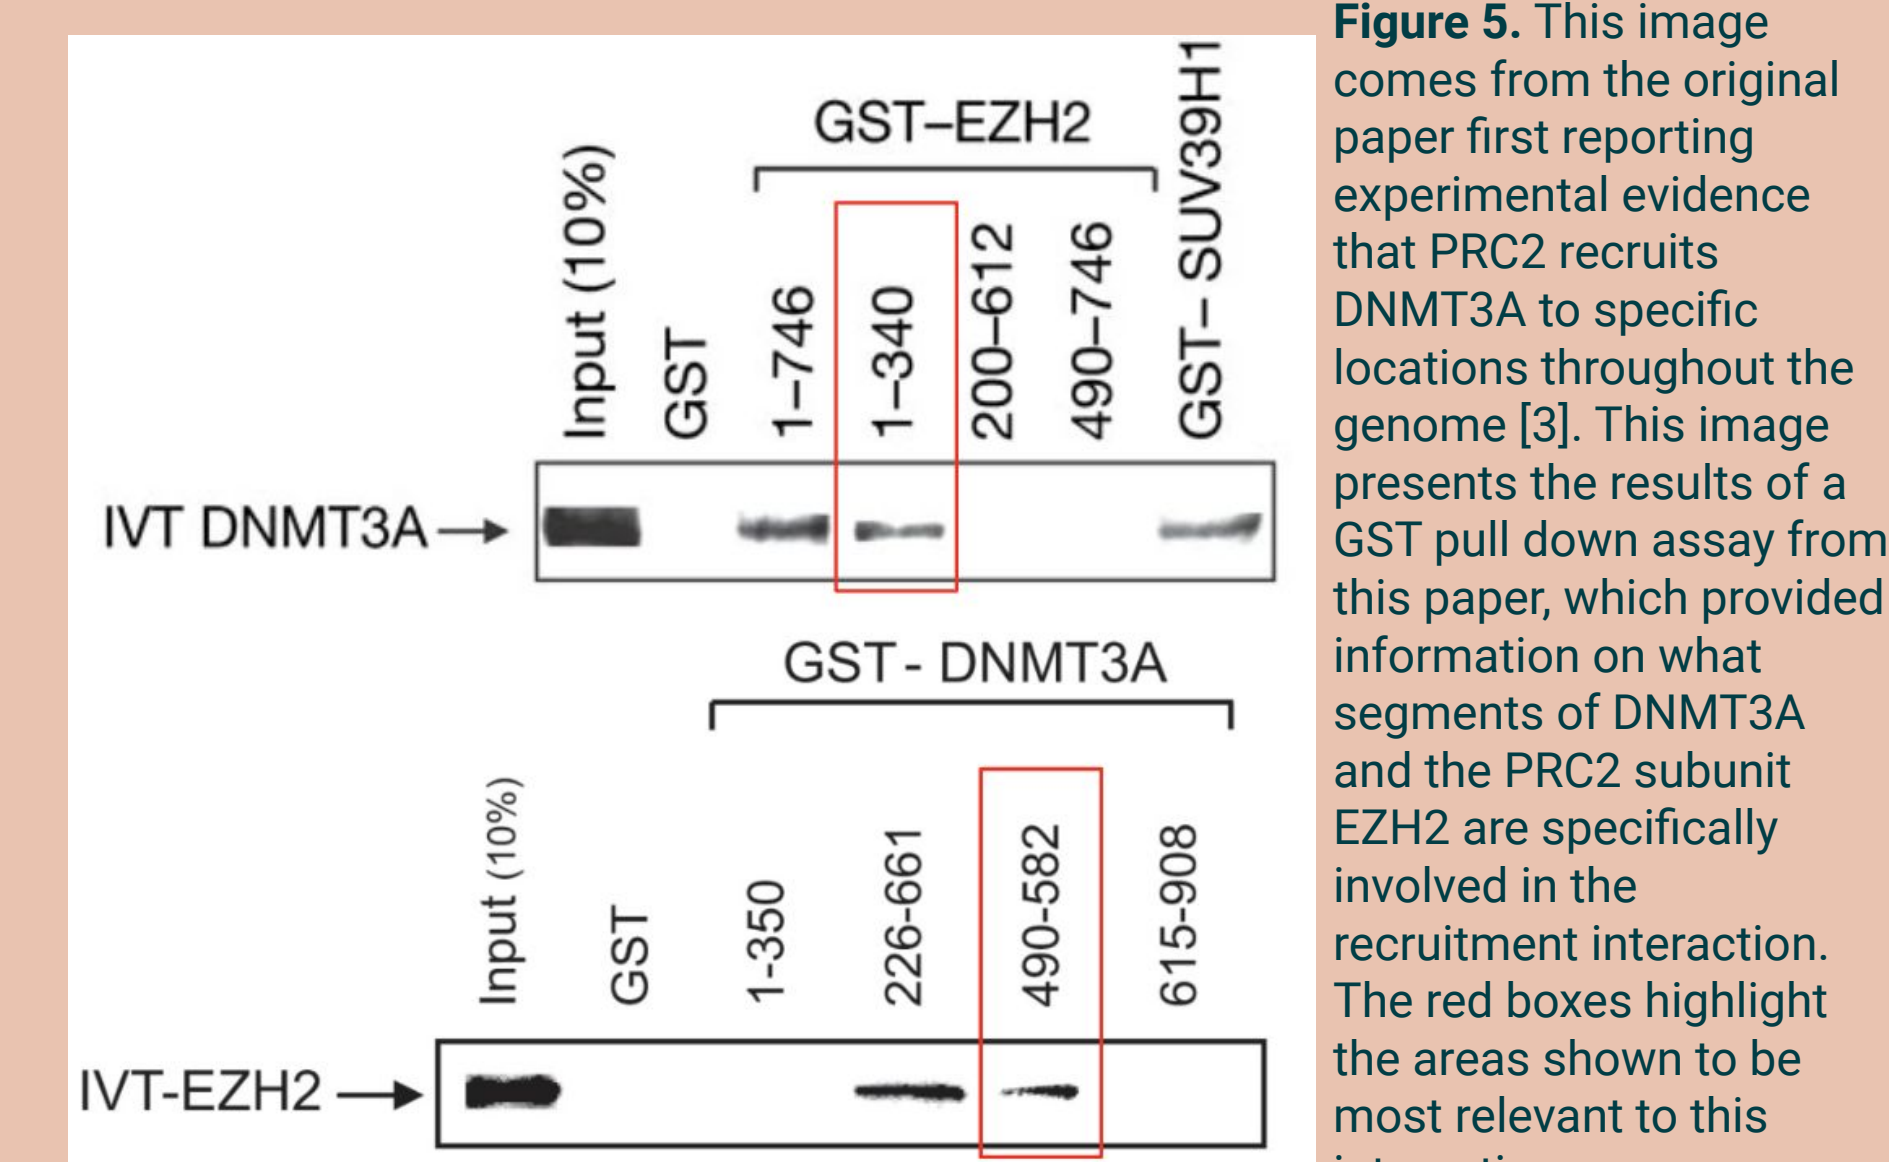 GST–EZH2
Input (10%)
GST
1–746
1–340
200–612
490–746
GST– SUV39H1
IVT DNMT3A
GST - DNMT3A
Input (10%)
GST
1-350
226-661
490-582
615-908
IVT-EZH2
Figure 5. This image
comes from the original
paper first reporting
experimental evidence
that PRC2 recruits
DNMT3A to specific
locations throughout the
genome [3]. This image
presents the results of a
GST pull down assay from
this paper, which provided
information on what
segments of DNMT3A
and the PRC2 subunit
EZH2 are specifically
involved in the
recruitment interaction.
The red boxes highlight
the areas shown to be
most relevant to this